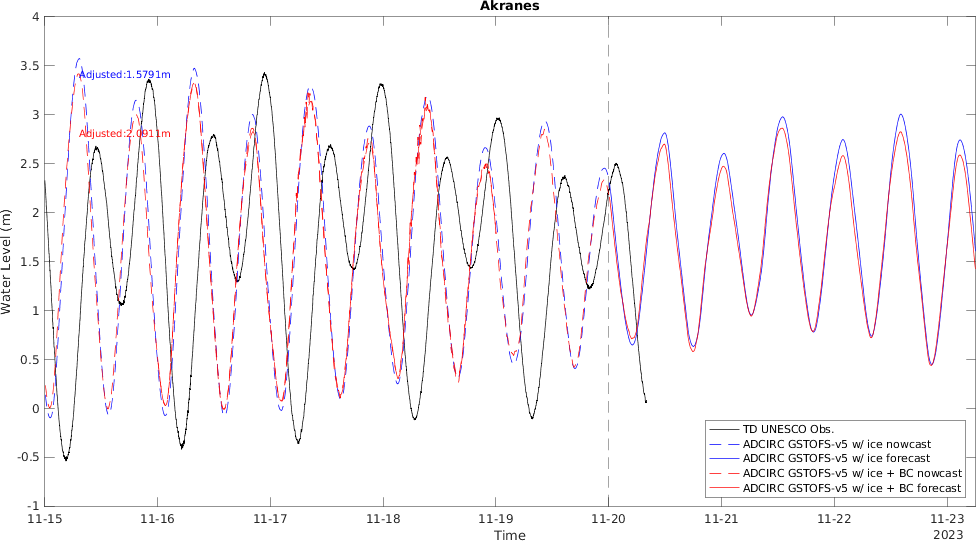 Akranes
4
3.5
3
2.5
2
1.5
1
0.5
0
-0.5
-1
Water Level (m)
Adjusted:1.5791m
Adjusted:2.0911m
11-15
11-16
11-17
11-18
11-19
11-20
11-21
11-22
11-23
2023
Time
TD UNESCO Obs.
ADCIRC GSTOFS-v5 w/ ice nowcast
ADCIRC GSTOFS-v5 w/ ice forecast
ADCIRC GSTOFS-v5 w/ ice + BC nowcast
ADCIRC GSTOFS-v5 w/ ice + BC forecast